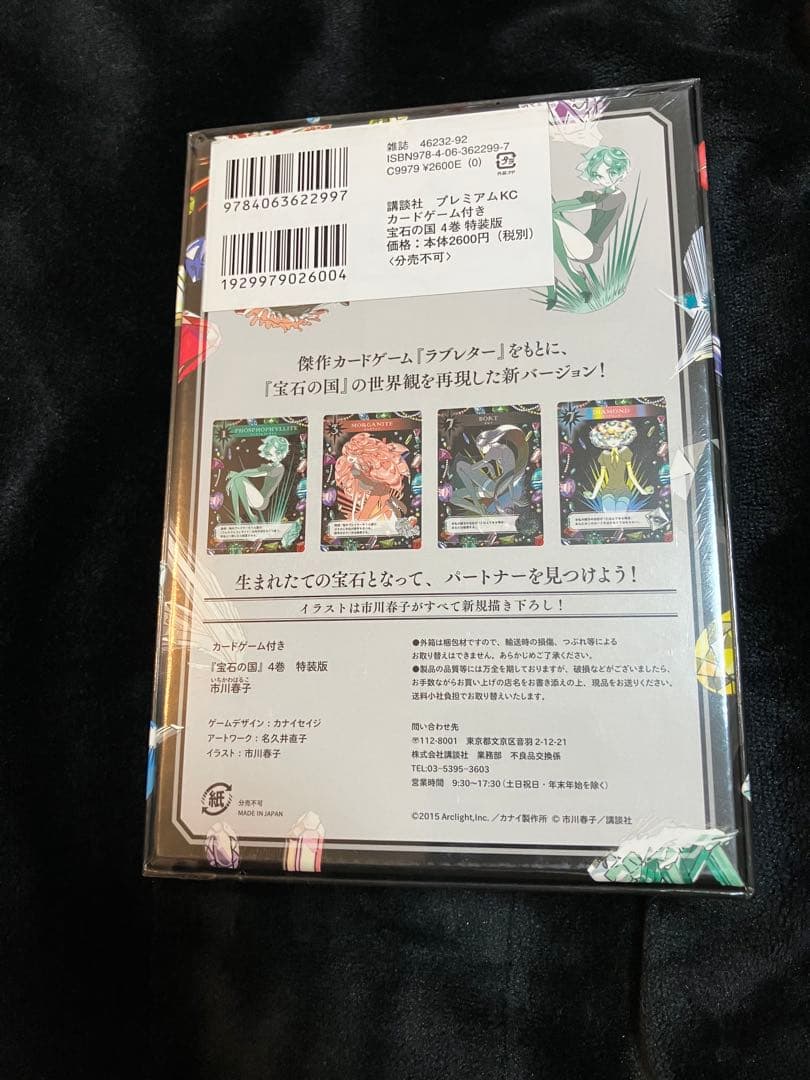 雑誌 46232-92
ISBN978-4-06-362299-7
C9979 ¥2600E (0)
9784063622997
1929979026004
講談社 プレミアムKC
カードゲーム付き
宝石の国 4巻 特装版
価格：本体2600円（税別）
〈分売不可〉
傑作カードゲーム『ラブレター』をもとに、
『宝石の国』の世界観を再現した新バージョン！
1 PHOSPHOPHYLLITE
5 MORGANITE
7 BORT
DIAMOND
生まれたての宝石となって、パートナーを見つけよう！
イラストは市川春子がすべて新規描き下ろし！
カードゲーム付き
『宝石の国』4巻 特装版
いちかわはるこ
市川春子
ゲームデザイン：カナイセイジ
アートワーク：名久井直子
イラスト：市川春子
紙
分売不可
MADE IN JAPAN
●外箱は梱包材ですので、輸送時の損傷、つぶれ等による
お取り替えはできません。あらかじめご了承ください。
●製品の品質等には万全を期しておりますが、破損などがございましたら、
お手数ながらお買い上げの店名をお書き添えの上、現品をお送りください。
送料小社負担でお取り替えいたします。
問い合わせ先
〒112-8001 東京都文京区音羽 2-12-21
株式会社講談社 業務部 不良品交換係
TEL:03-5395-3603
営業時間 9:30〜17:30（土日祝日・年末年始を除く）
©2015 Arclight,Inc.／カナイ製作所 © 市川春子／講談社